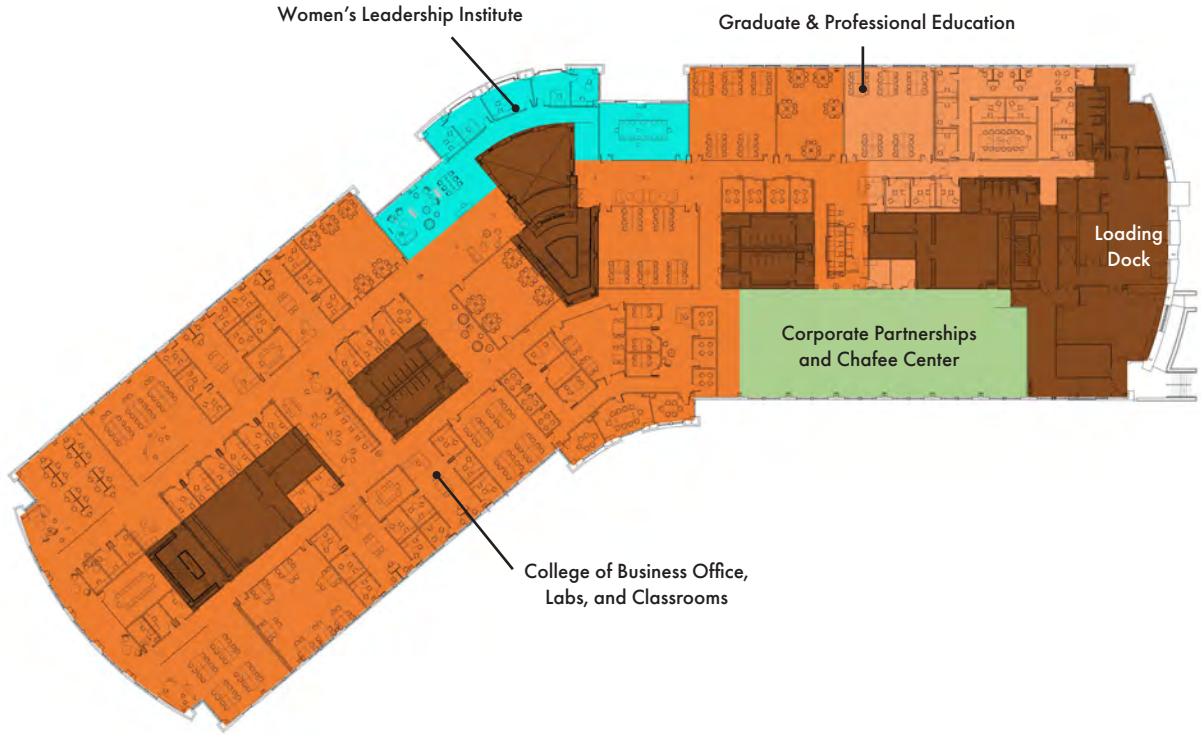 Women’s Leadership Institute
Graduate & Professional Education
Loading
Dock
Corporate Partnerships
and Chafee Center
College of Business Office,
Labs, and Classrooms